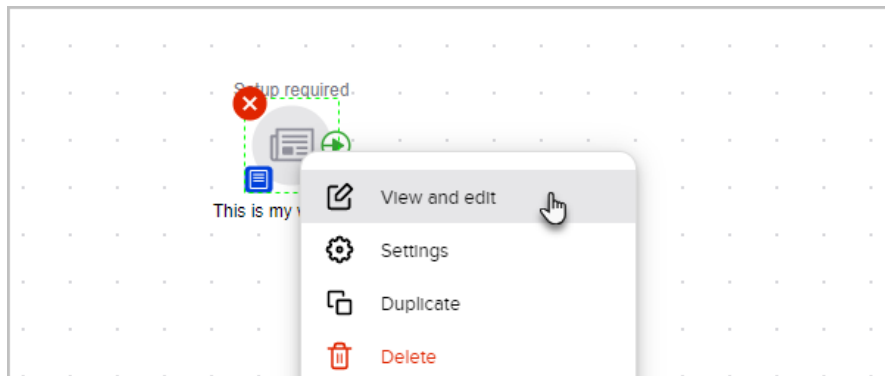 Setup required
This is my
View and edit
Settings
Duplicate
Delete